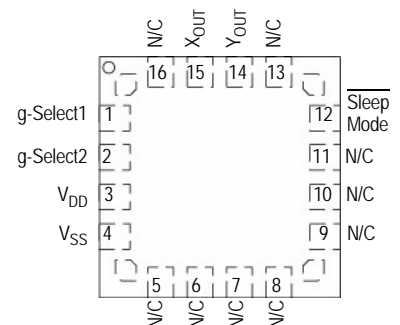 N/C
XOUT
YOUT
N/C
16 15 14 13
g-Select1 1
12 Sleep
Mode
g-Select2 2
11 N/C
VDD 3
10 N/C
VSS 4
9 N/C
5 6 7 8
N/C
N/C
N/C
N/C